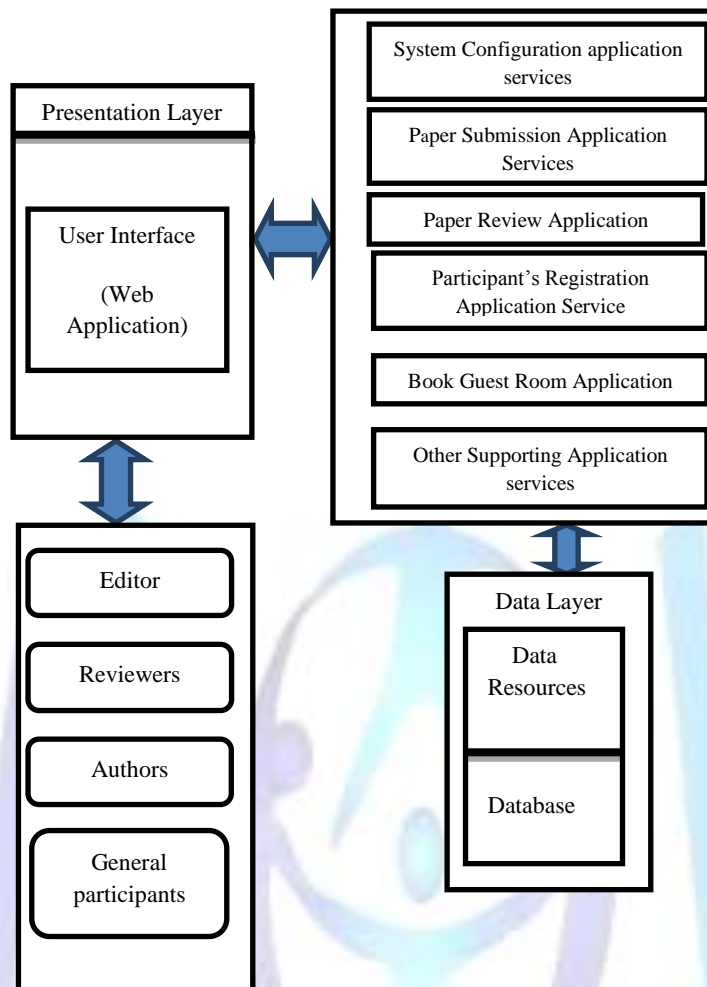 Presentation Layer
User Interface
(Web
Application)
System Configuration application
services
Paper Submission Application
Services
Paper Review Application
Participant's Registration
Application Service
Book Guest Room Application
Other Supporting Application
services
Editor
Reviewers
Authors
General
participants
Data Layer
Data
Resources
Database